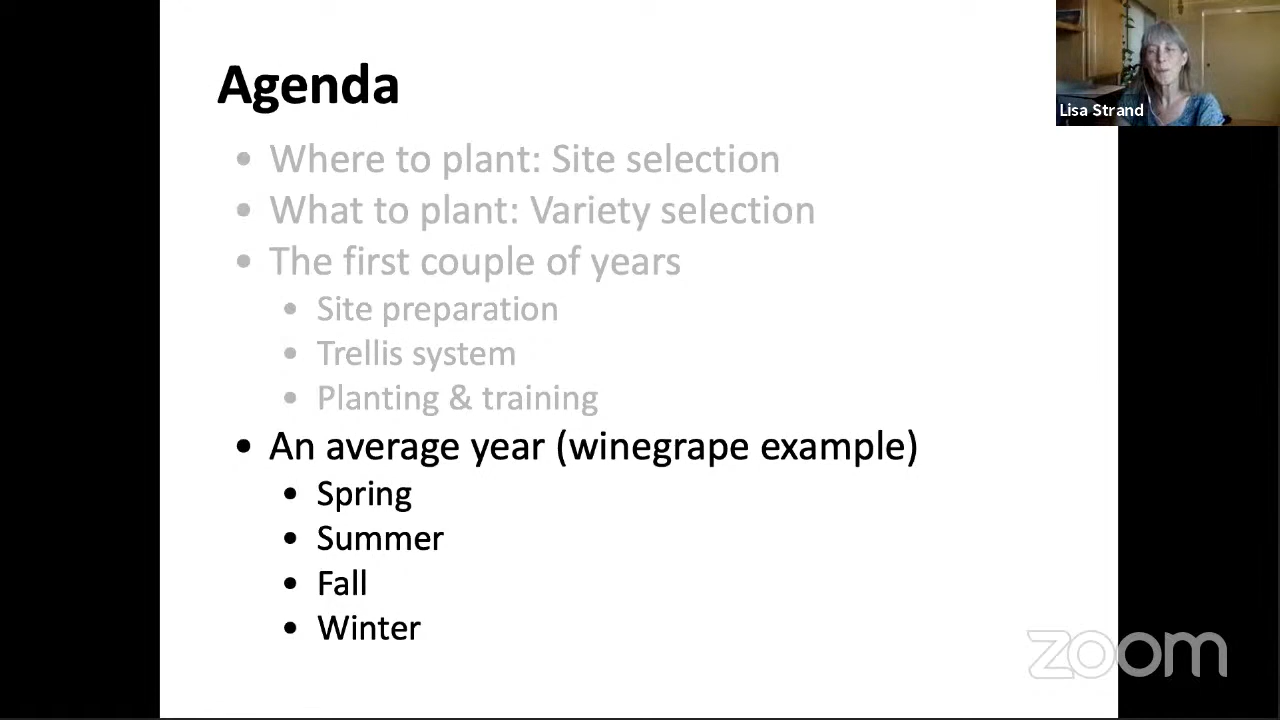 Agenda
Lisa Strand
• Where to plant: Site selection
• What to plant: Variety selection
• The first couple of years
• Site preparation
• Trellis system
• Planting & training
• An average year (winegrape example)
• Spring
• Summer
• Fall
• Winter
zoom